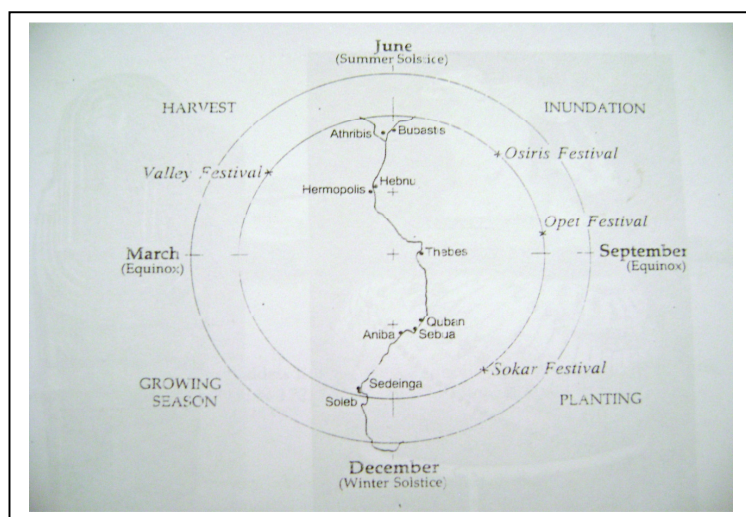 June
(Summer Solstice)
HARVEST
INUNDATION
Athribis
Bubastis
Osiris Festival
Valley Festival
Hebnu
Hermopolis
Opet Festival
March
(Equinox)
Thebes
September
(Equinox)
Quban
Aniba
Sebua
Sokar Festival
GROWING
SEASON
Sedeinga
Soleb
PLANTING
December
(Winter Solstice)